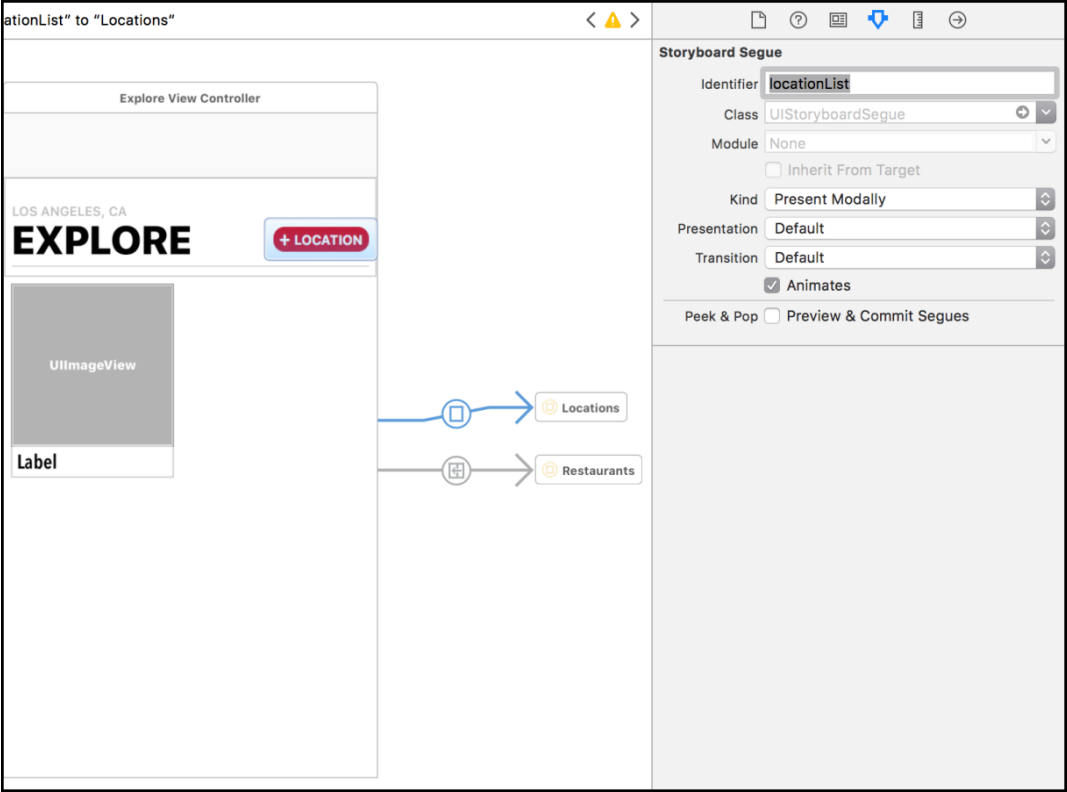 ationList” to “Locations”
Explore View Controller
LOS ANGELES, CA
EXPLORE
+ LOCATION
UIImageView
Label
Locations
Restaurants
Storyboard Segue
Identifier locationList
Class UIStoryboardSegue
Module None
Inherit From Target
Kind Present Modally
Presentation Default
Transition Default
Animates
Peek & Pop Preview & Commit Segues